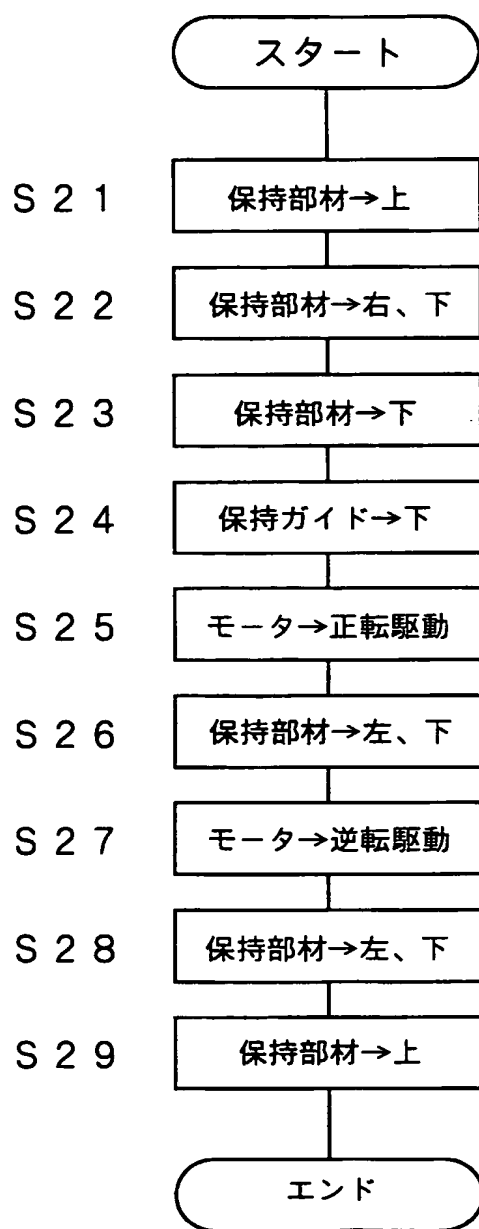 スタート
S21 保持部材→上
S22 保持部材→右、下
S23 保持部材→下
S24 保持ガイド→下
S25 モータ→正転駆動
S26 保持部材→左、下
S27 モータ→逆転駆動
S28 保持部材→左、下
S29 保持部材→上
エンド